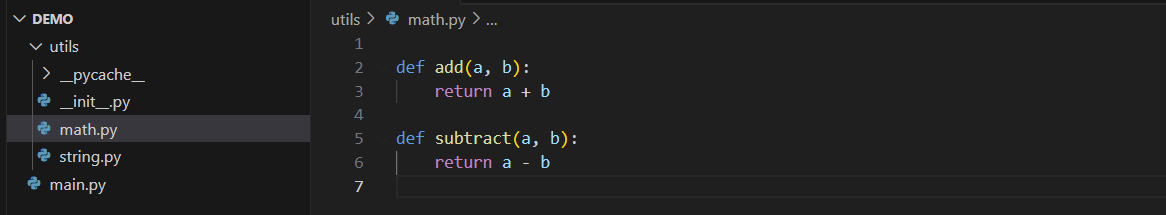 DEMO
utils
__pycache__
__init__.py
math.py
string.py
main.py
utils > math.py > ...
1
2 def add(a, b):
3     return a + b
4
5 def subtract(a, b):
6     return a - b
7